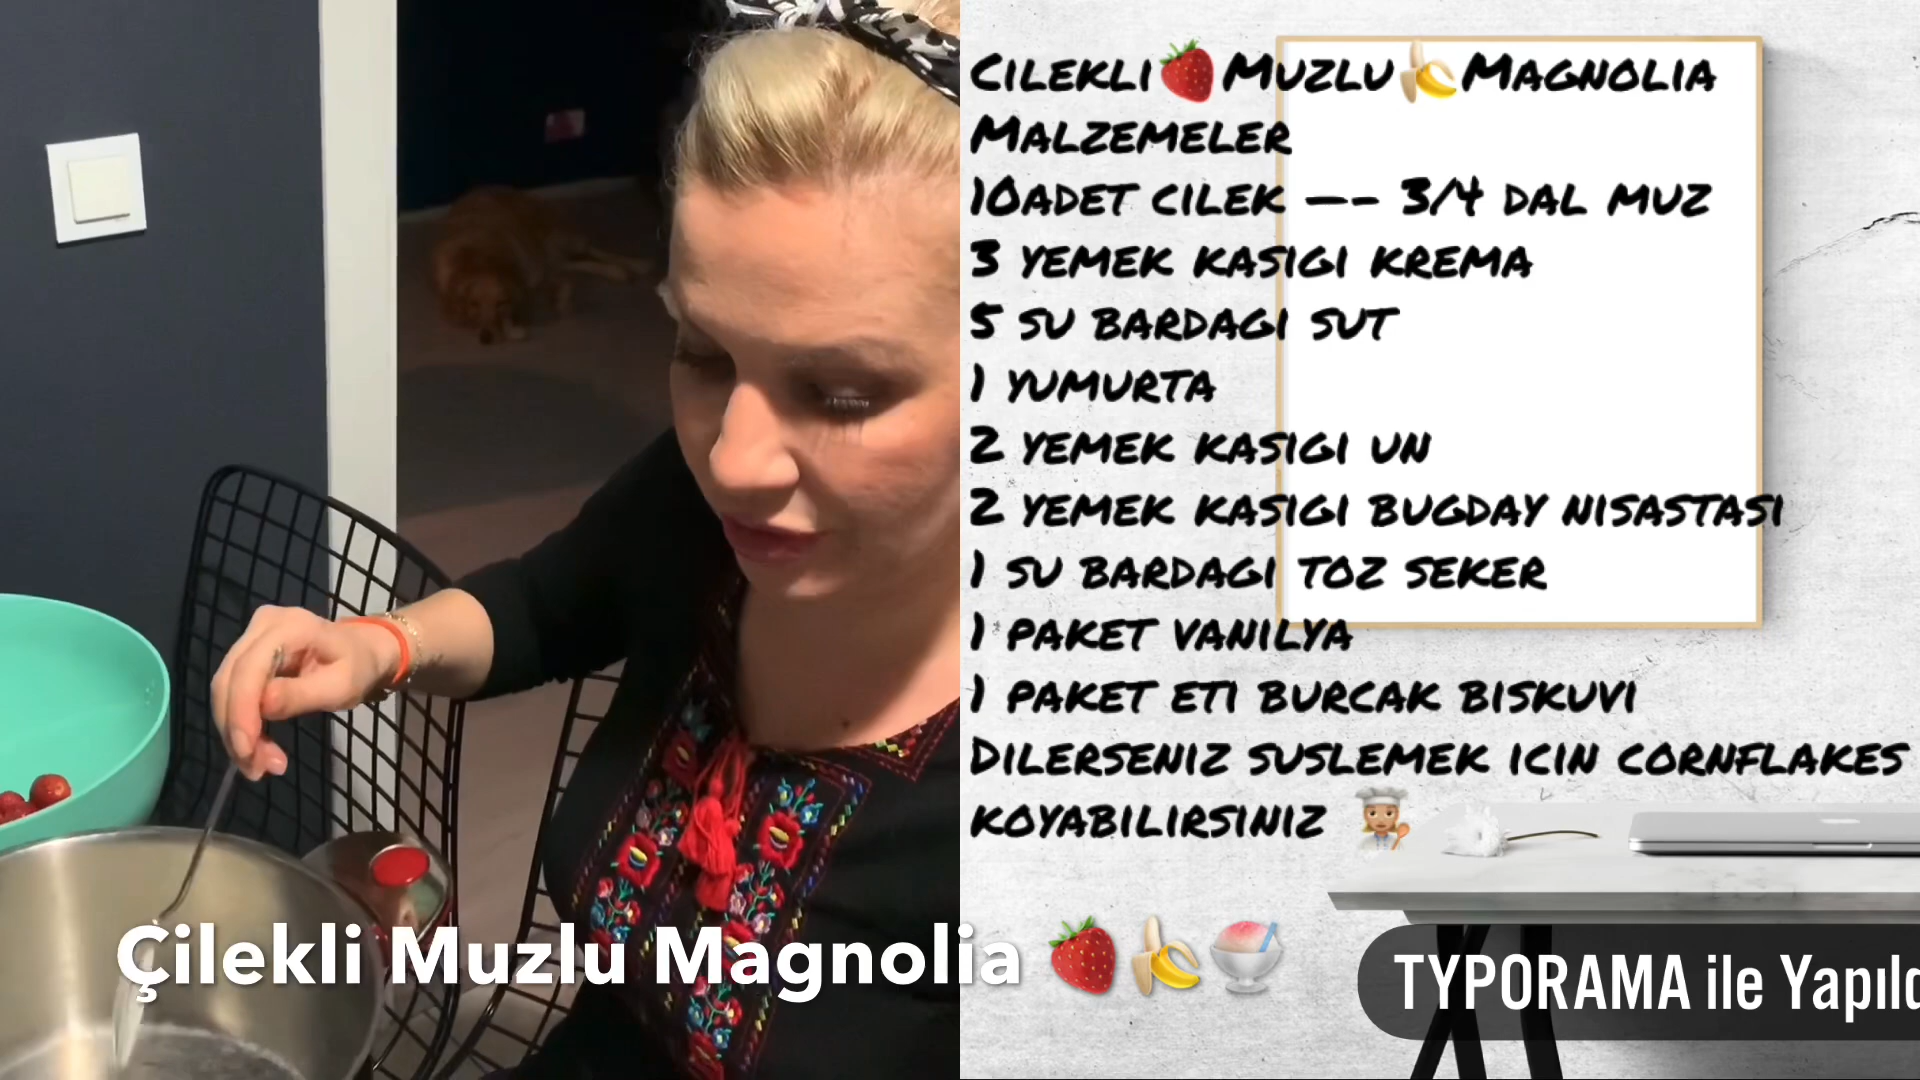 Cilekli🍓Muzlu🍌Magnolia
Malzemeler
10adet cilek —- 3/4 dal muz
3 yemek kasigi krema
5 su bardagi sut
1 yumurta
2 yemek kasigi un
2 yemek kasigi bugday nisastasi
1 su bardagi toz seker
1 paket vanilya
1 paket eti burcak biskuvi
Dilerseniz suslemek icin cornflakes
koyabilirsiniz 👩🏼‍🍳
Çilekli Muzlu Magnolia 🍓🍌🍧
TYPORAMA ile Yapıld